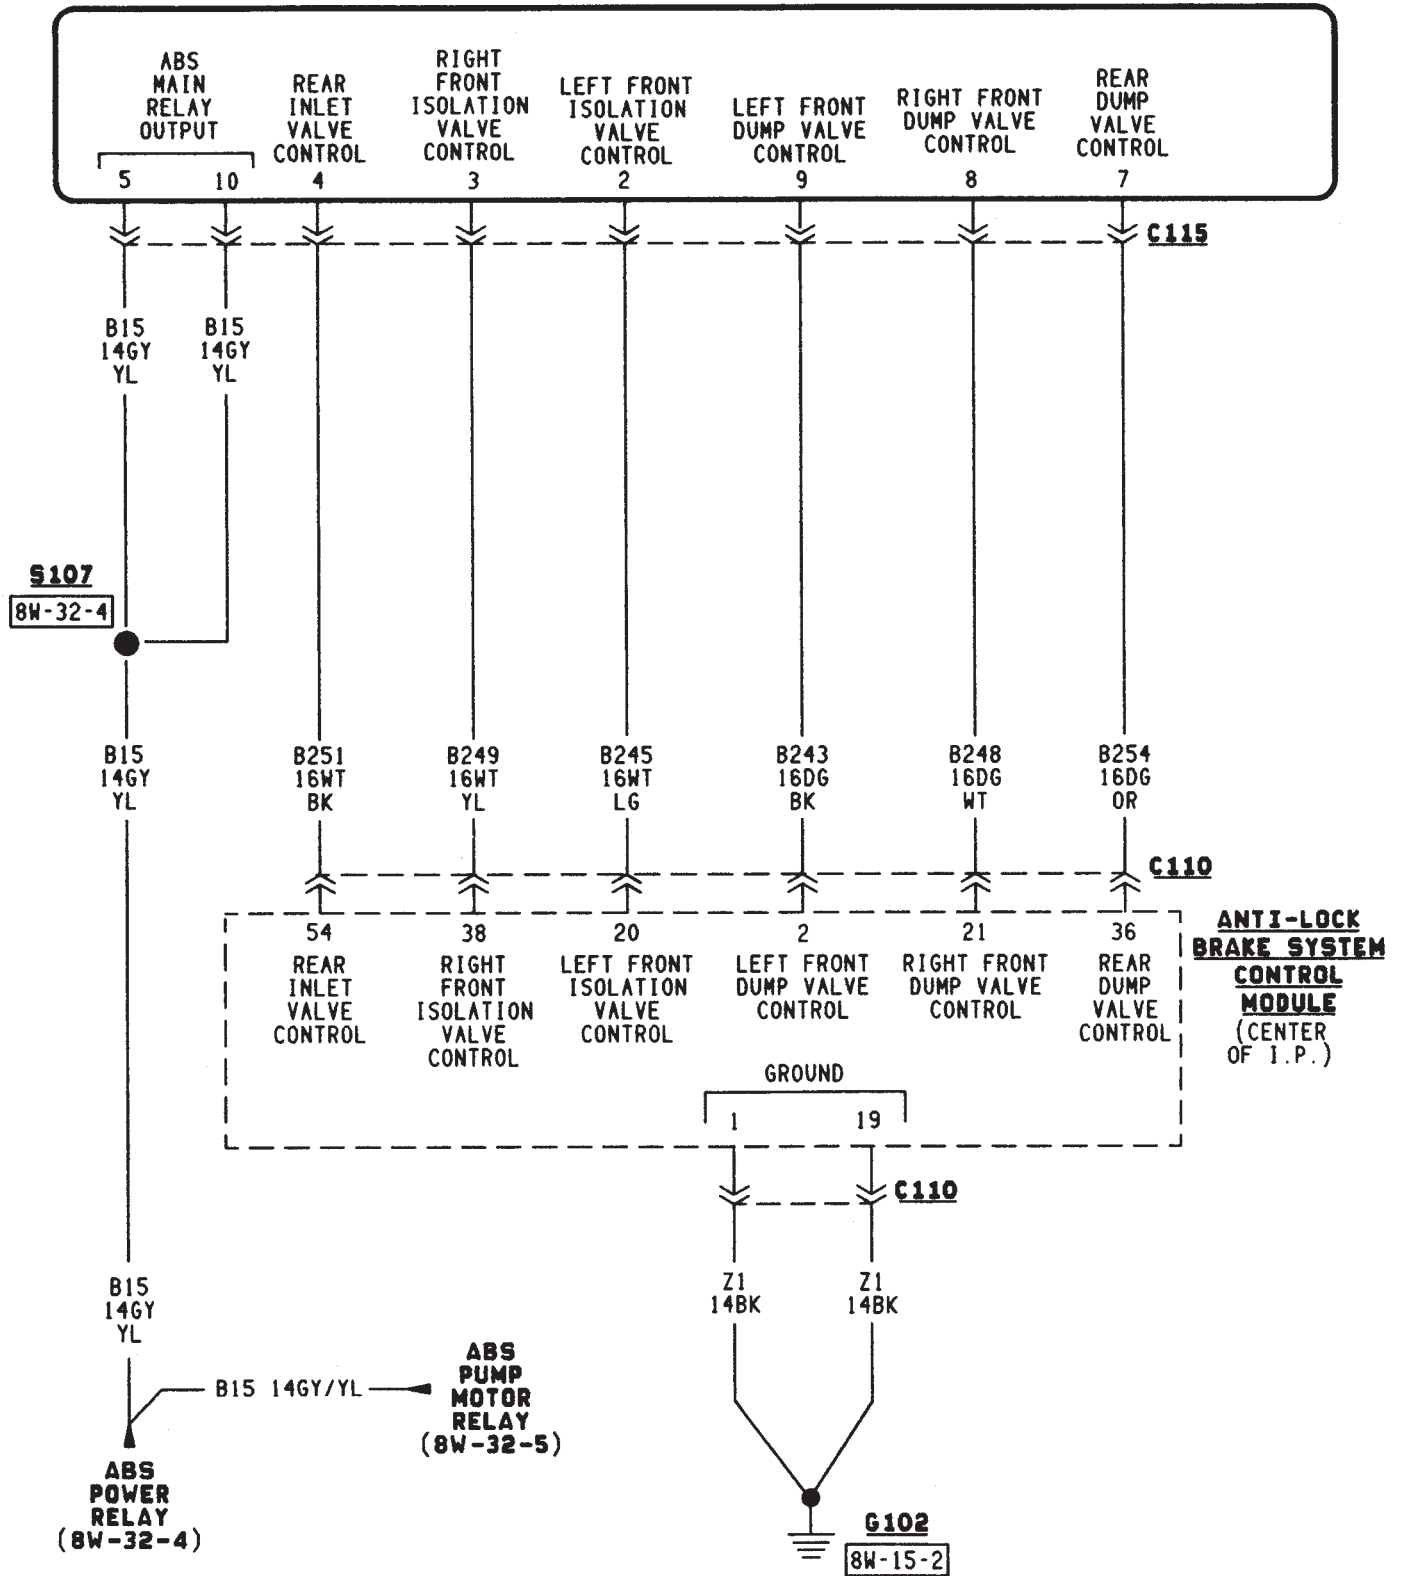 ABS
MAIN
RELAY
OUTPUT
REAR
INLET
VALVE
CONTROL
RIGHT
FRONT
ISOLATION
VALVE
CONTROL
LEFT FRONT
ISOLATION
VALVE
CONTROL
LEFT FRONT
DUMP VALVE
CONTROL
RIGHT FRONT
DUMP VALVE
CONTROL
REAR
DUMP
VALVE
CONTROL
5 10 4 3 2 9 8 7
C115
B15
14GY
YL
B15
14GY
YL
S107
8W-32-4
B15
14GY
YL
B251
16WT
BK
B249
16WT
YL
B245
16WT
LG
B243
16DG
BK
B248
16DG
WT
B254
16DG
OR
C110
54 38 20 2 21 36
REAR
INLET
VALVE
CONTROL
RIGHT
FRONT
ISOLATION
VALVE
CONTROL
LEFT FRONT
ISOLATION
VALVE
CONTROL
LEFT FRONT
DUMP VALVE
CONTROL
RIGHT FRONT
DUMP VALVE
CONTROL
REAR
DUMP
VALVE
CONTROL
ANTI-LOCK
BRAKE SYSTEM
CONTROL
MODULE
(CENTER
OF I.P.)
GROUND
1 19
C110
Z1
14BK
Z1
14BK
B15
14GY
YL
B15 14GY/YL
ABS
PUMP
MOTOR
RELAY
(8W-32-5)
ABS
POWER
RELAY
(8W-32-4)
G102
8W-15-2